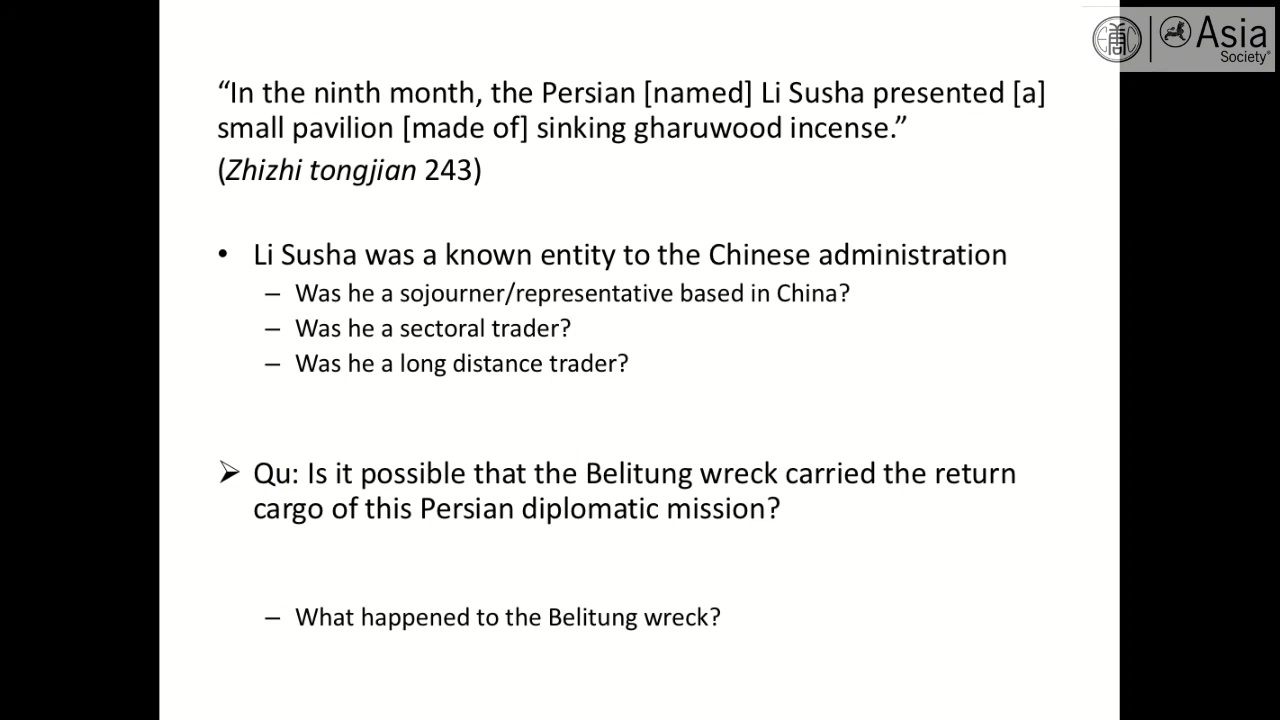 Asia
Society
“In the ninth month, the Persian [named] Li Susha presented [a]
small pavilion [made of] sinking gharuwood incense.”
(Zhizhi tongjian 243)
• Li Susha was a known entity to the Chinese administration
– Was he a sojourner/representative based in China?
– Was he a sectoral trader?
– Was he a long distance trader?
➢ Qu: Is it possible that the Belitung wreck carried the return
cargo of this Persian diplomatic mission?
– What happened to the Belitung wreck?